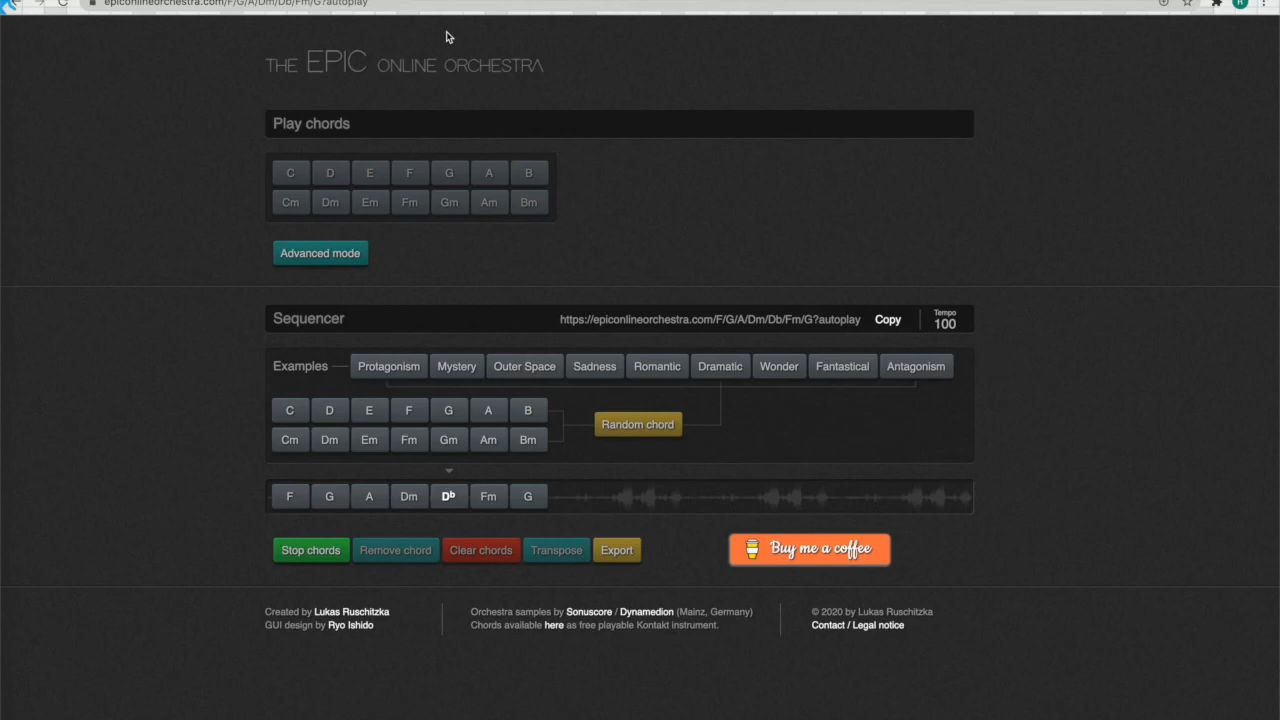 epiconlineorchestra.com/F/G/A/Dm/Db/Fm/G?autoplay
THE EPIC ONLINE ORCHESTRA
Play chords
C D E F G A B
Cm Dm Em Fm Gm Am Bm
Advanced mode
Sequencer https://epiconlineorchestra.com/F/G/A/Dm/Db/Fm/G?autoplay Copy Tempo
100
Examples Protagonism Mystery Outer Space Sadness Romantic Dramatic Wonder Fantastical Antagonism
C D E F G A B
Random chord
Cm Dm Em Fm Gm Am Bm
F G A Dm Dᵇ Fm G
Stop chords Remove chord Clear chords Transpose Export Buy me a coffee
Created by Lukas Ruschitzka Orchestra samples by Sonuscore / Dynamedion (Mainz, Germany) © 2020 by Lukas Ruschitzka
GUI design by Ryo Ishido Chords available here as free playable Kontakt instrument. Contact / Legal notice